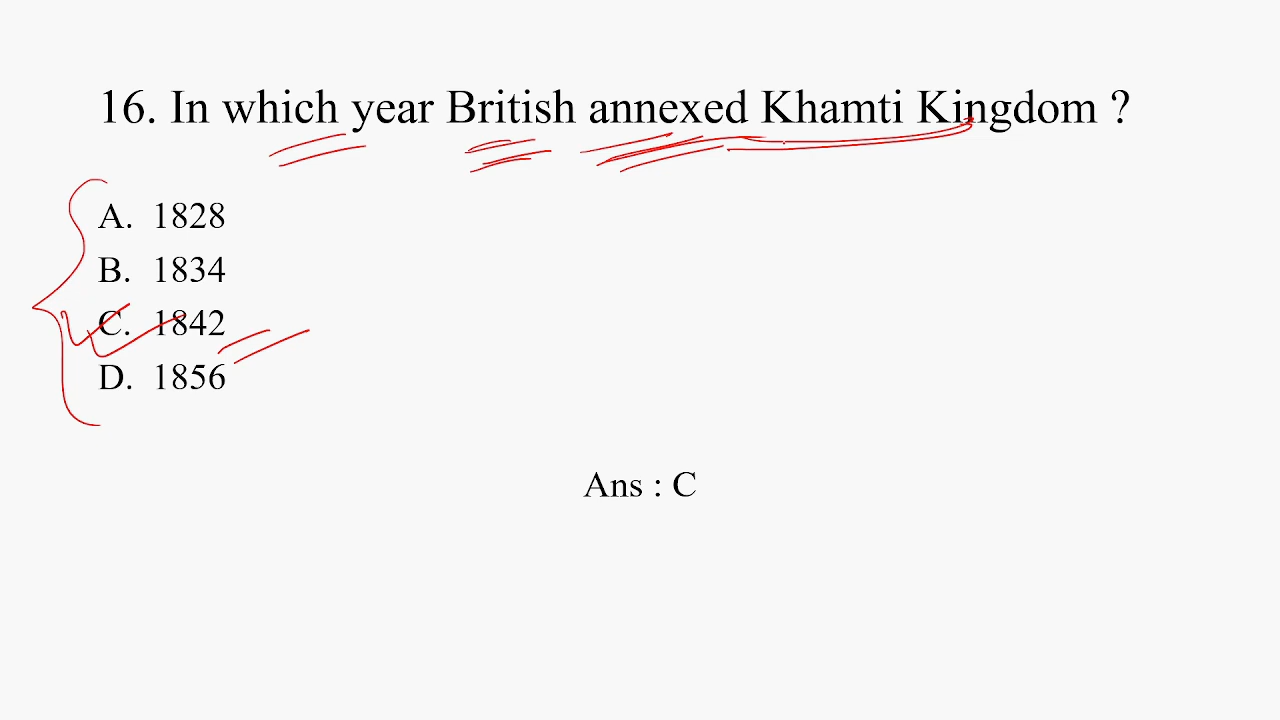 16. In which year British annexed Khamti Kingdom ?
A. 1828
B. 1834
C. 1842
D. 1856
Ans : C